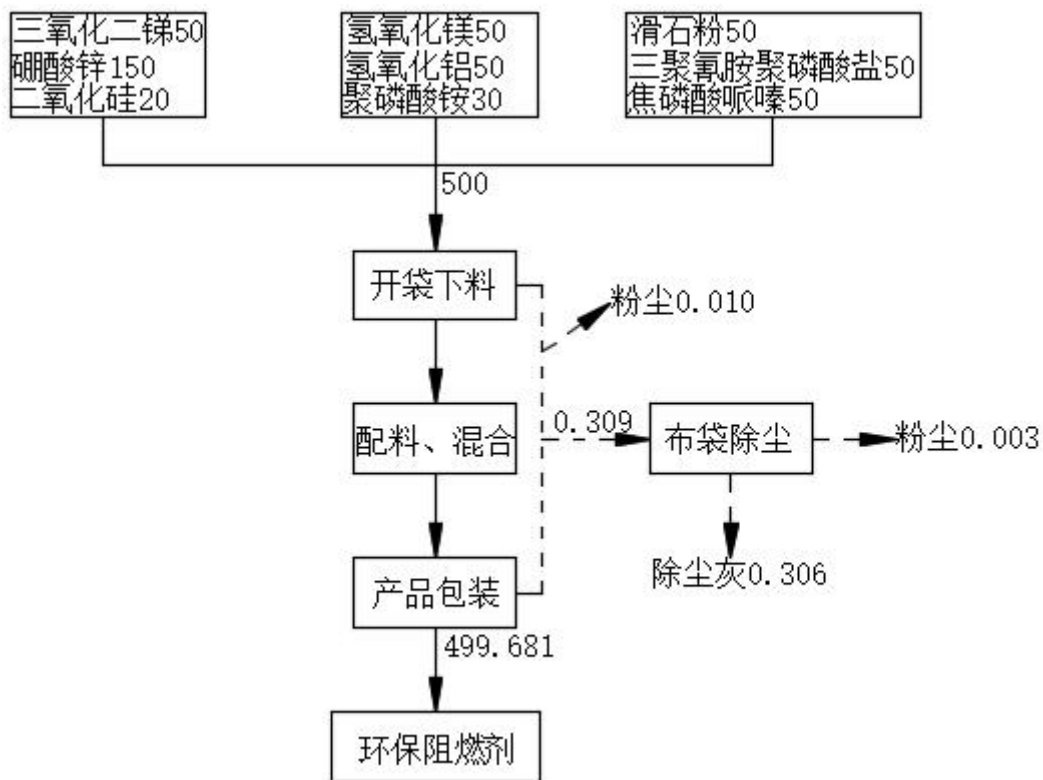 三氧化二锑50
硼酸锌150
二氧化硅20
氢氧化镁50
氢氧化铝50
聚磷酸铵30
滑石粉50
三聚氰胺聚磷酸盐50
焦磷酸哌嗪50
500
开袋下料
粉尘0.010
配料、混合
0.309
布袋除尘
粉尘0.003
除尘灰0.306
产品包装
499.681
环保阻燃剂